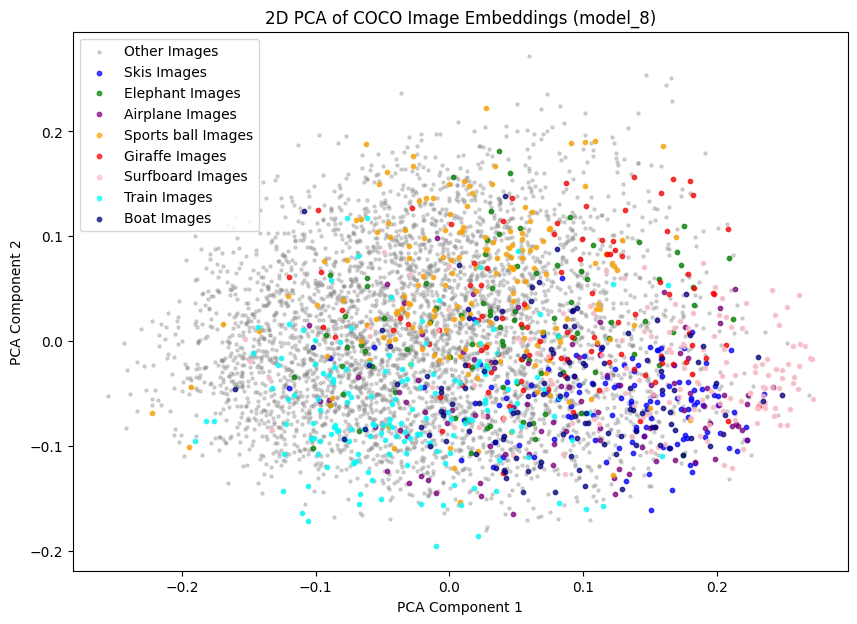 2D PCA of COCO Image Embeddings (model_8)
Other Images
Skis Images
Elephant Images
Airplane Images
Sports ball Images
Giraffe Images
Surfboard Images
Train Images
Boat Images
PCA Component 2
0.2
0.1
0.0
−0.1
−0.2
−0.2 −0.1 0.0 0.1 0.2
PCA Component 1